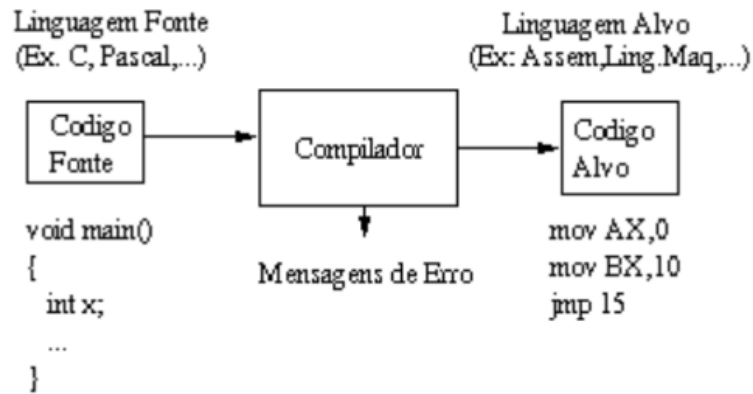 Linguagem Fonte
(Ex. C, Pascal,...)
Linguagem Alvo
(Ex: Assem,Ling.Maq,...)
Codigo
Fonte
Compilador
Codigo
Alvo
Mensagens de Erro
void main()
{
int x;
...
}
mov AX,0
mov BX,10
jmp 15